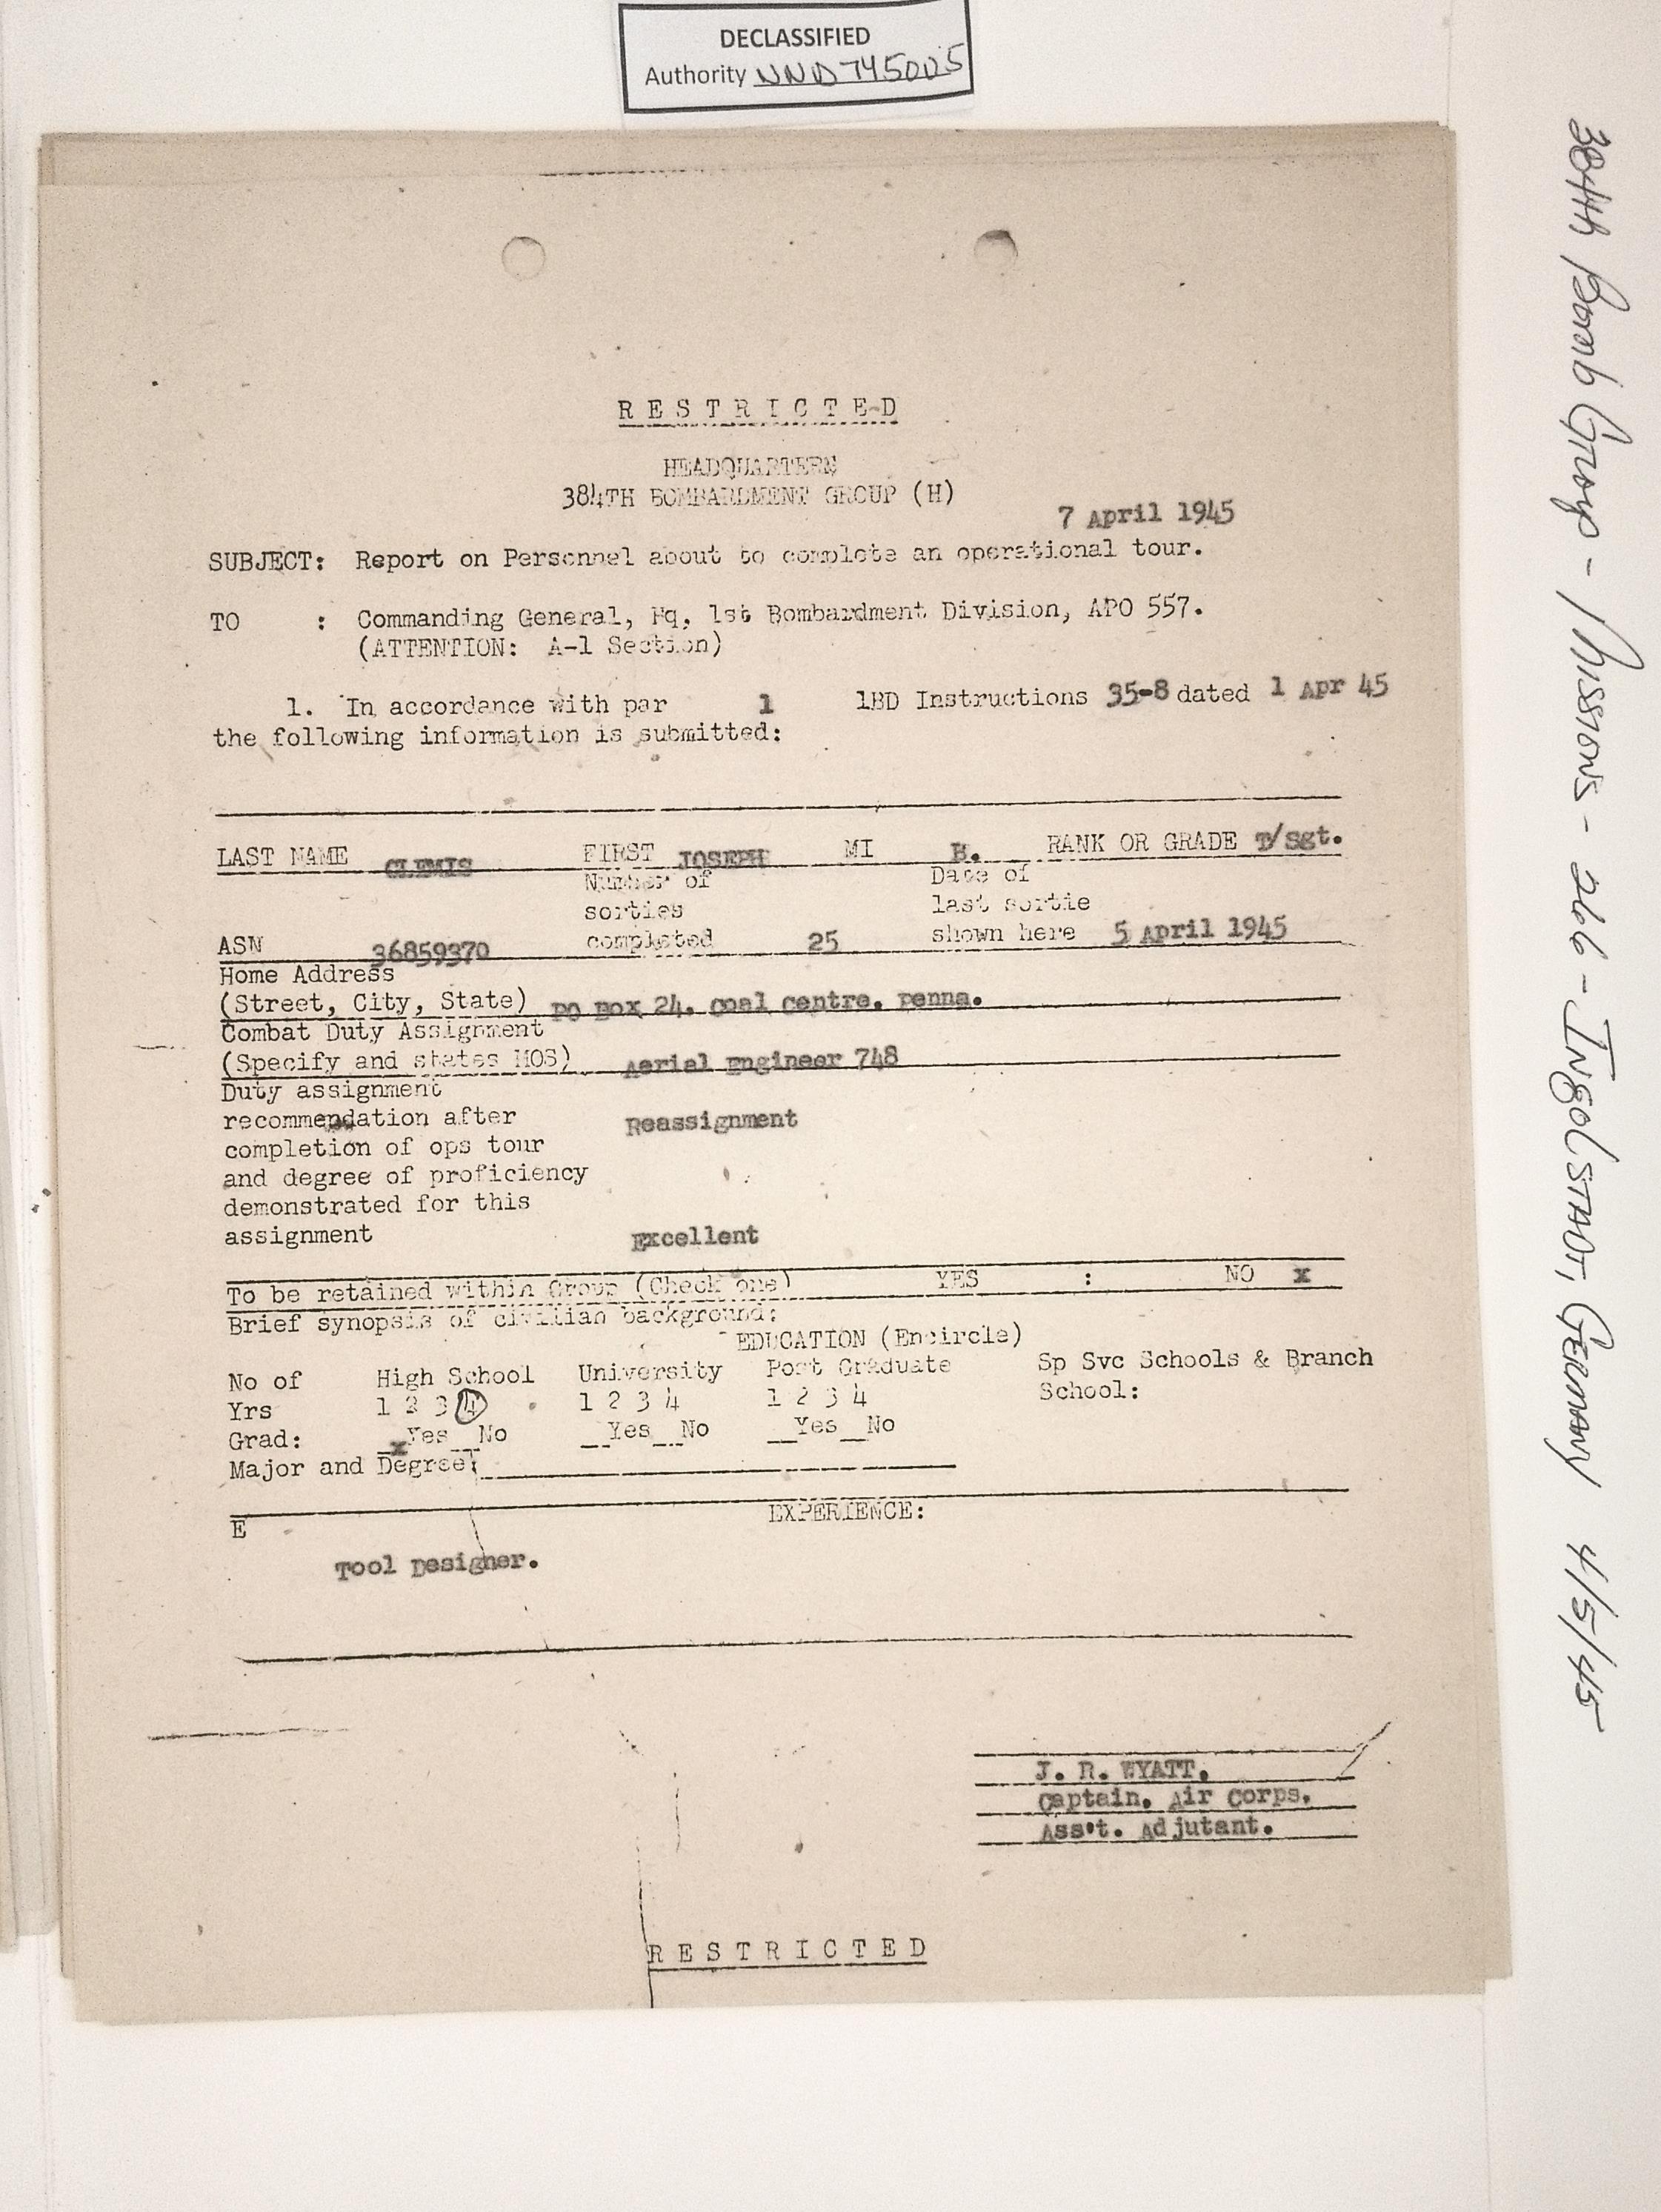 DECLASSIFIED
Authority NND 745005
RESTRICTED
HEADQUARTERS
384TH BOMBARDMENT GROUP (H)
7 April 1945
SUBJECT: Report on Personnel about to complete an operational tour.
TO : Commanding General, Hq, 1st Bombardment Division, APO 557.
(ATTENTION: A-1 Section)
1. In accordance with par 1 1BD Instructions 35-8 dated 1 Apr 45
the following information is submitted:
LAST NAME CLEMIS FIRST JOSEPH MI B. RANK OR GRADE T/Sgt.
Number of Date of
sorties last sortie
ASN 36859370 completed 25 shown here 5 April 1945
Home Address
(Street, City, State) PO Box 24. Coal Centre. Penna.
Combat Duty Assignment
(Specify and states MOS) Aerial Engineer 748
Duty assignment
recommendation after Reassignment
completion of ops tour
and degree of proficiency
demonstrated for this
assignment Excellent
To be retained within Group (Check one) YES : NO x
Brief synopsis of civilian background:
EDUCATION (Encircle)
No of High School University Post Graduate Sp Svc Schools & Branch
Yrs 1 2 3 4 1 2 3 4 1 2 3 4 School:
Grad: x Yes__No __Yes__No __Yes__No
Major and Degree:
E EXPERIENCE:
Tool Designer.
J. R. WYATT.
Captain. Air Corps.
Ass't. Adjutant.
RESTRICTED
384th Bomb Group - Missions - 266 - Ingolstadt, Germany 4/5/45